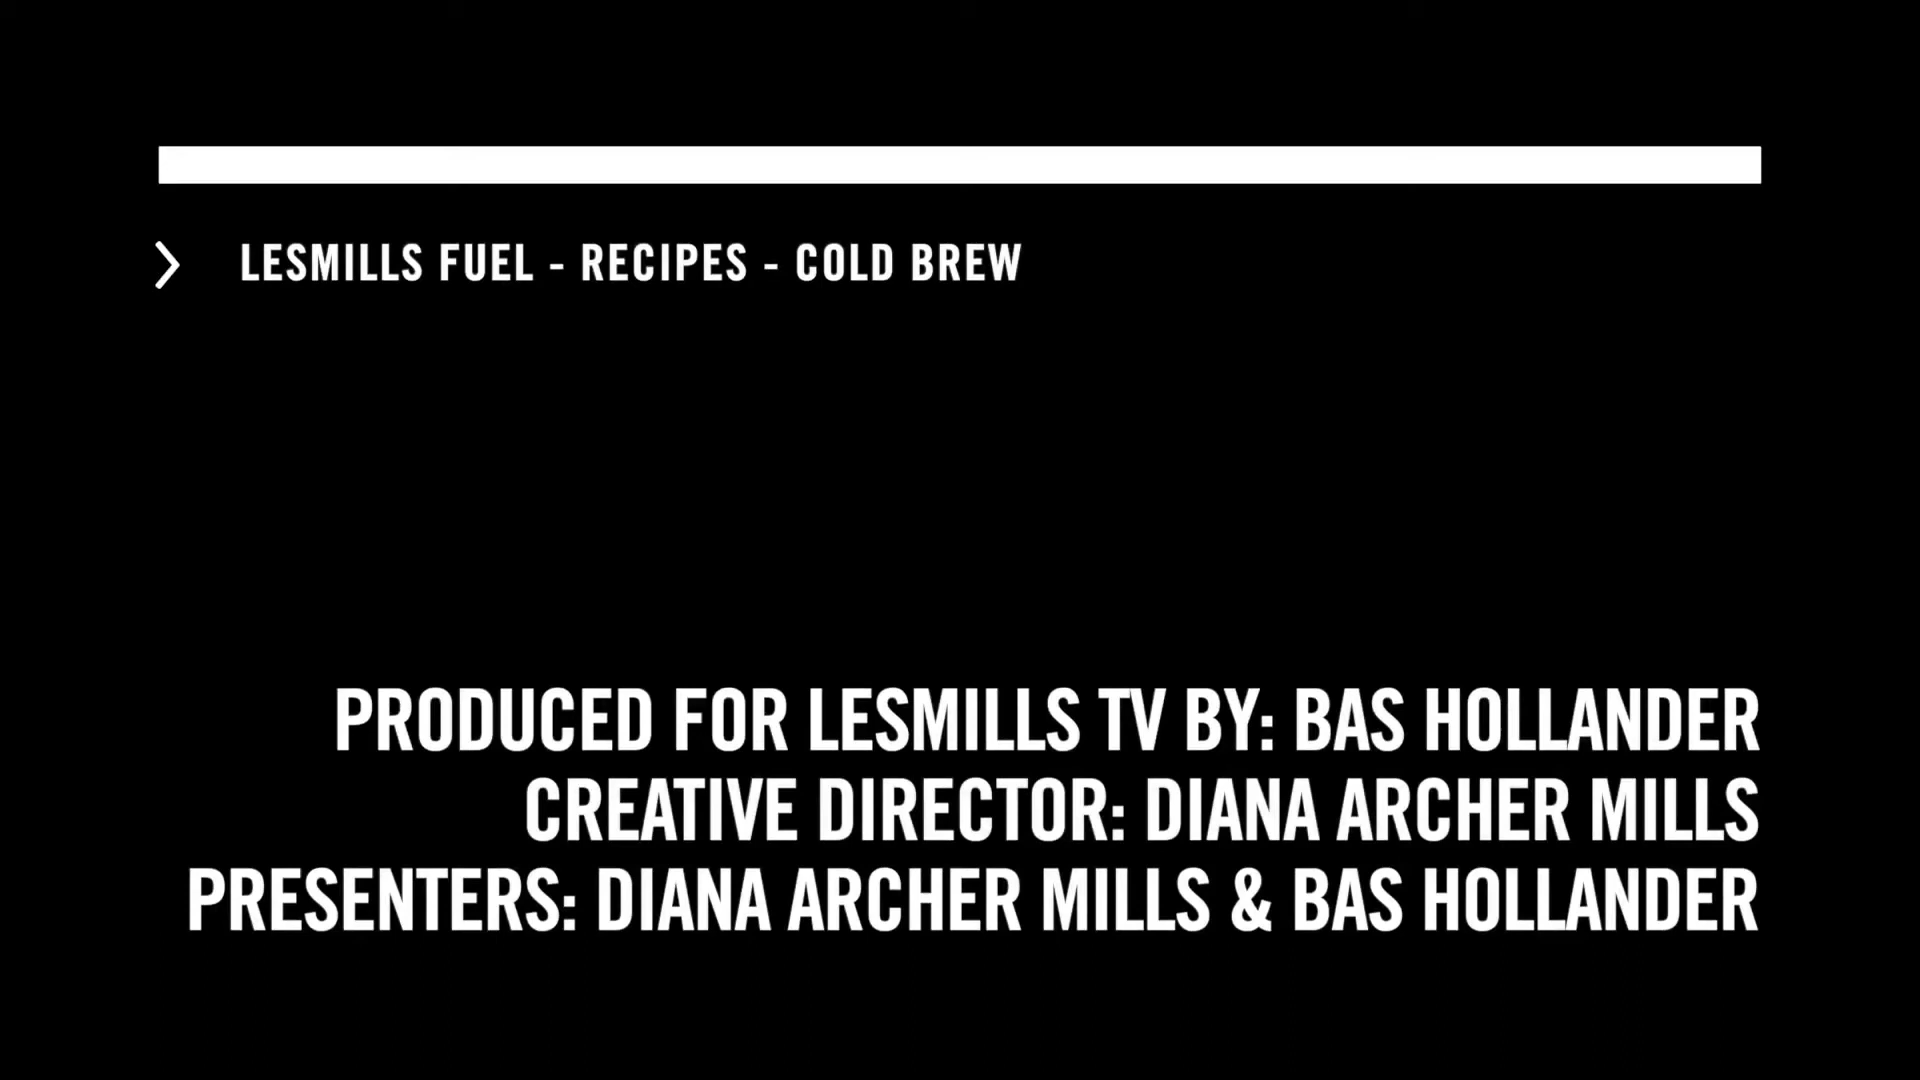 LESMILLS FUEL - RECIPES - COLD BREW
PRODUCED FOR LESMILLS TV BY: BAS HOLLANDER
CREATIVE DIRECTOR: DIANA ARCHER MILLS
PRESENTERS: DIANA ARCHER MILLS & BAS HOLLANDER